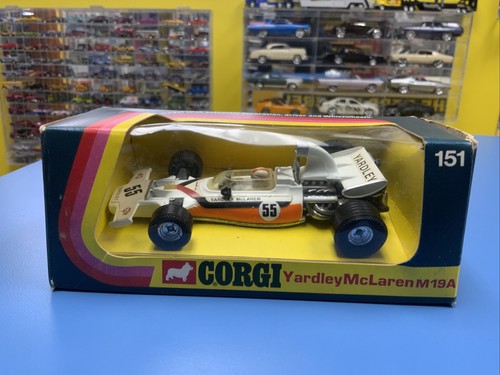 151
YARDLEY
55
YARDLEY McLAREN
55
CORGI Yardley McLaren M19A